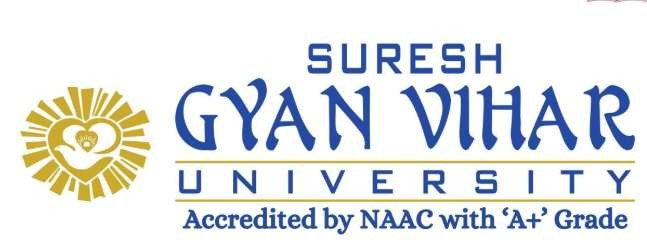 SURESH
GYAN VIHAR
UNIVERSITY
Accredited by NAAC with ‘A+’ Grade